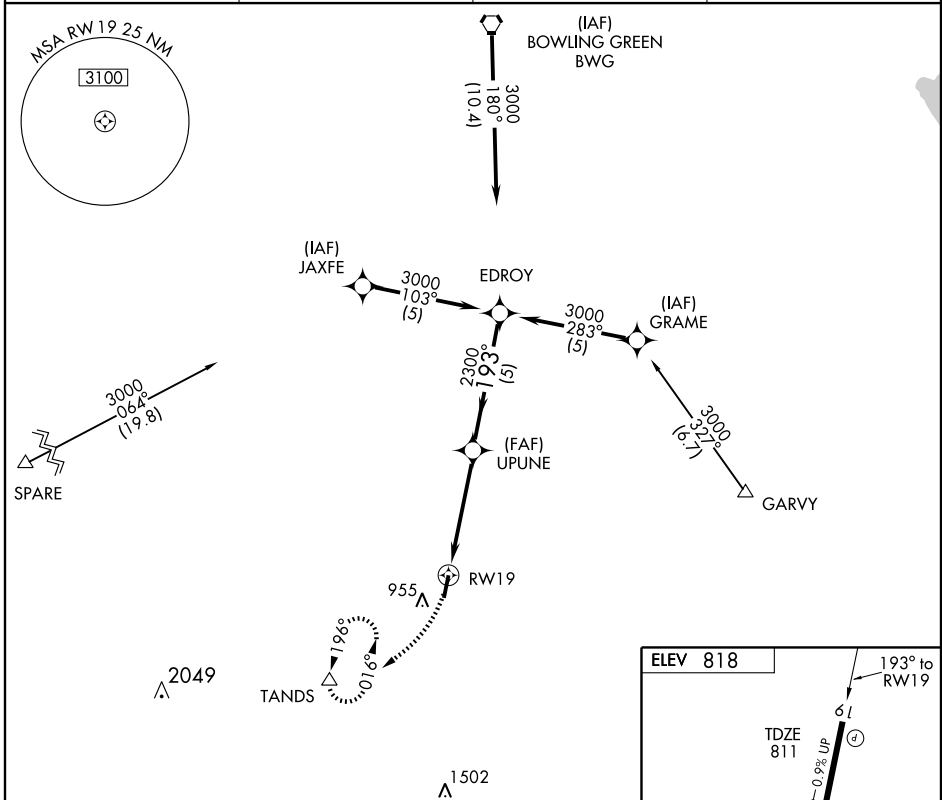 MSA RW19 25 NM
3100
(IAF)
BOWLING GREEN
BWG
3000
180°
(10.4)
(IAF)
JAXFE
3000
103°
(5)
EDROY
(IAF)
GRAME
3000
283°
(5)
2300
193°
(5)
3000
064°
(19.8)
SPARE
(FAF)
UPUNE
3000
327°
(6.7)
GARVY
RW19
955
196°
016°
TANDS
2049
1502
ELEV 818
193° to
RW19
19
TDZE
811
P
0.9% UP